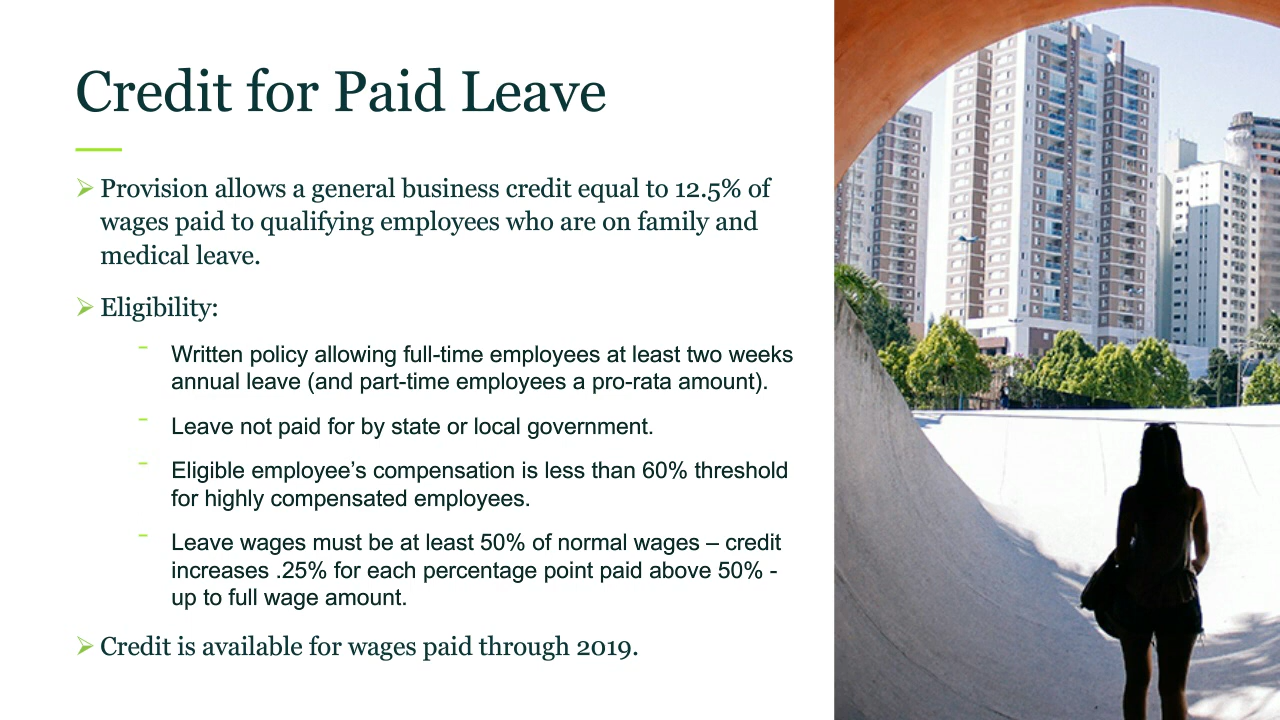 Credit for Paid Leave
➢ Provision allows a general business credit equal to 12.5% of
wages paid to qualifying employees who are on family and
medical leave.
➢ Eligibility:
– Written policy allowing full-time employees at least two weeks
annual leave (and part-time employees a pro-rata amount).
– Leave not paid for by state or local government.
– Eligible employee’s compensation is less than 60% threshold
for highly compensated employees.
– Leave wages must be at least 50% of normal wages – credit
increases .25% for each percentage point paid above 50% -
up to full wage amount.
➢ Credit is available for wages paid through 2019.